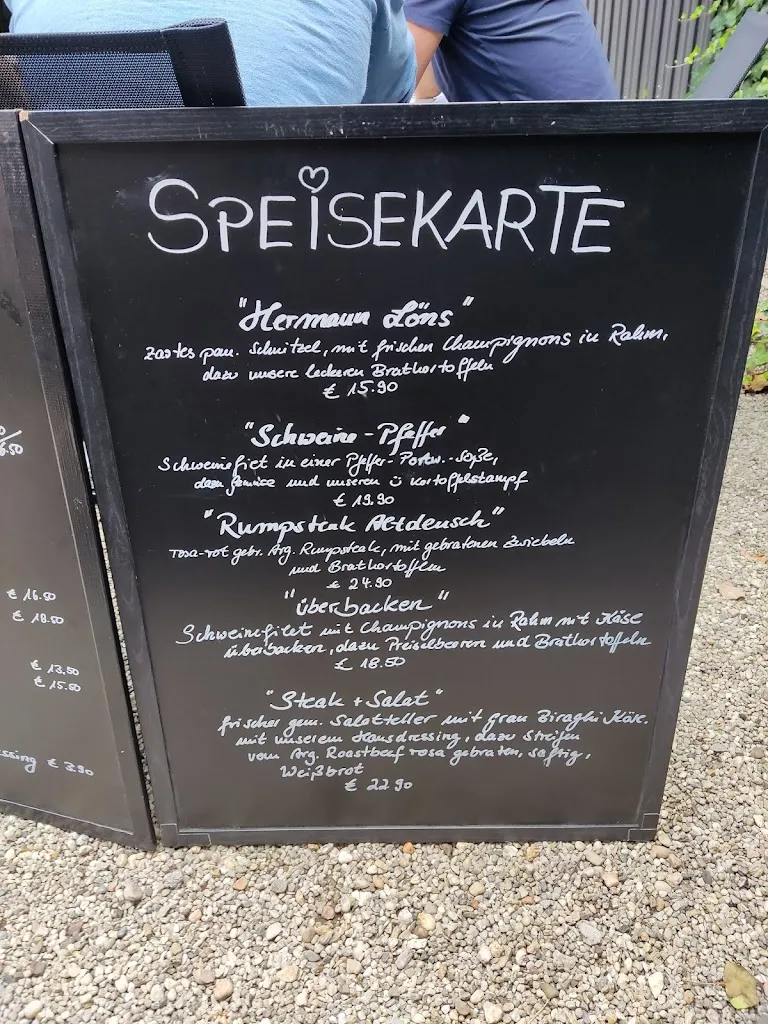 SPEISEKARTE
"Hermann Löns"
zartes pan. Schnitzel, mit frischen Champignons in Rahm,
dazu unsere leckeren Bratkartoffeln
€ 15.90
"Schweine-Pfeffer"
Schweinefilet in einer Pfeffer-Portw.-Soße,
dazu Gemüse und unseren Kartoffelstampf
€ 19.90
"Rumpsteak Altdeutsch"
rosa-rot gebr. Arg. Rumpsteak, mit gebratenen Zwiebeln
und Bratkartoffeln
€ 24.90
"überbacken"
Schweinefilet mit Champignons in Rahm mit Käse
überbacken, dazu Preiselbeeren und Bratkartoffeln
€ 18.50
"Steak + Salat"
frischer gem. Salatteller mit Gran Biraghi Käse,
mit unserem Hausdressing, dazu Streifen
vom Arg. Roastbeef rosa gebraten, saftig,
Weißbrot
€ 22.90
€ 16.50
€ 18.50
€ 13.50
€ 15.50
€ 3.90